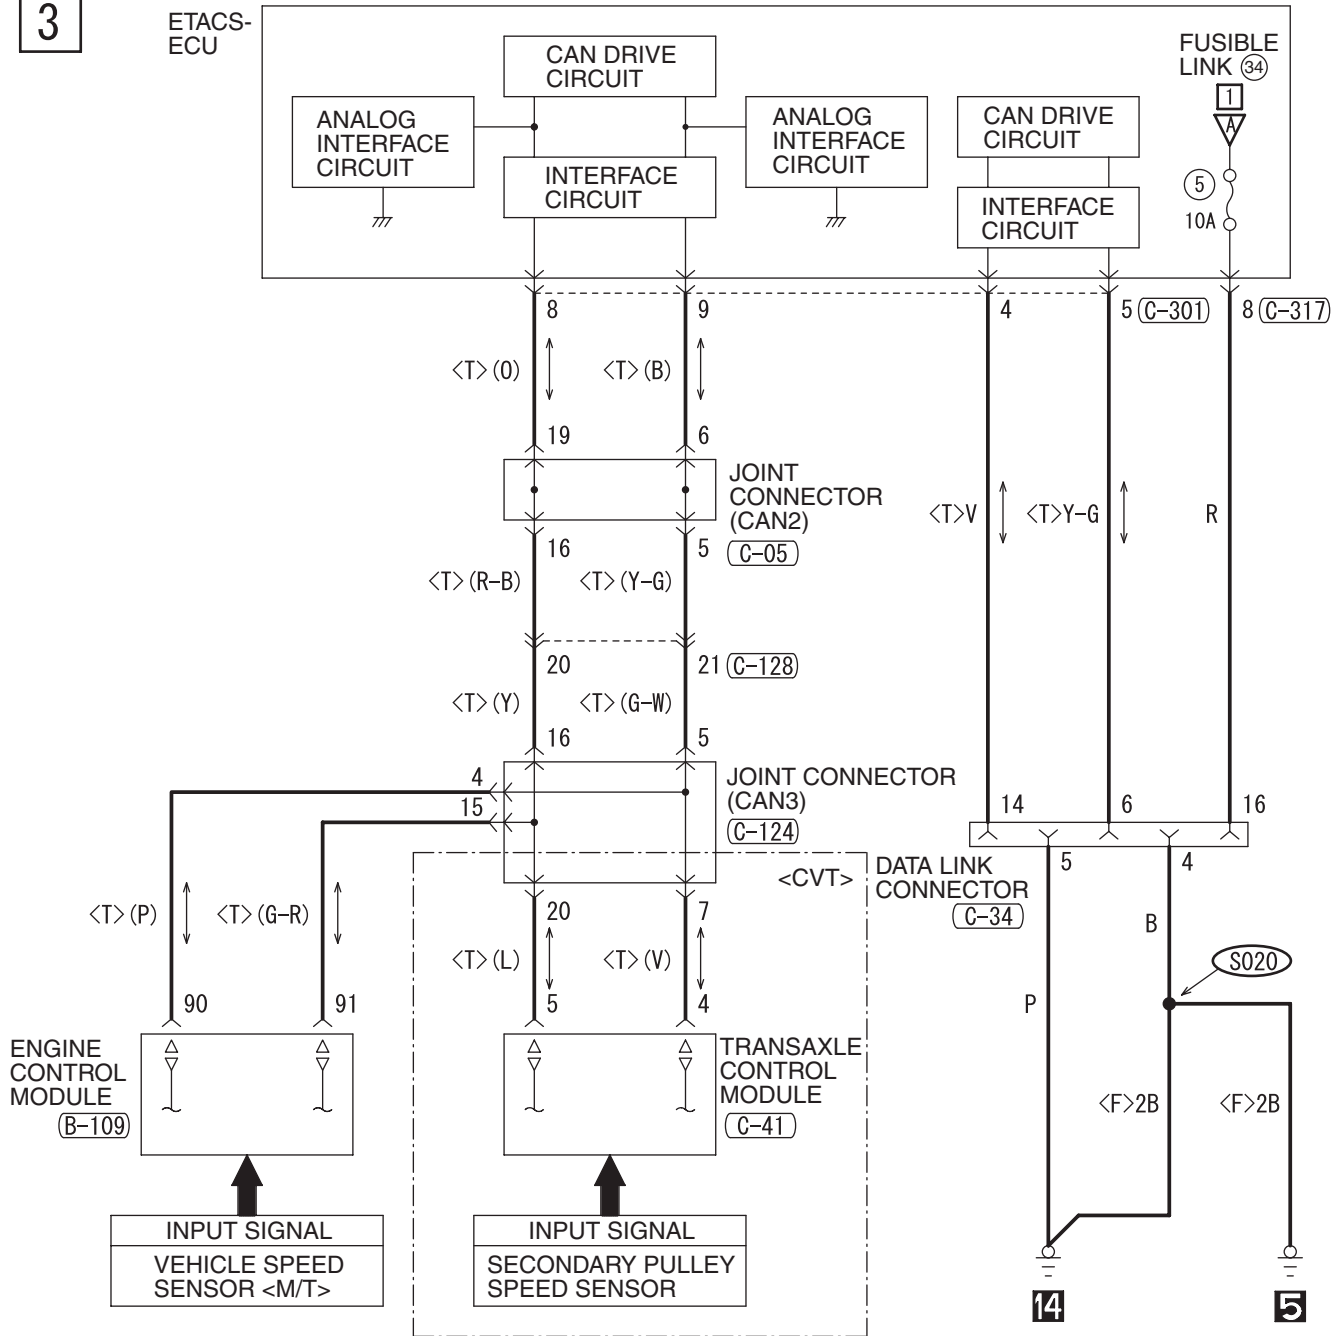 3
ETACS-
ECU
CAN DRIVE
CIRCUIT
ANALOG
INTERFACE
CIRCUIT
INTERFACE
CIRCUIT
ANALOG
INTERFACE
CIRCUIT
CAN DRIVE
CIRCUIT
INTERFACE
CIRCUIT
FUSIBLE
LINK 34
1
A
5
10A
8
9
4
5 C-301
8 C-317
<T>(O)
<T>(B)
19
6
JOINT
CONNECTOR
(CAN2)
C-05
<T>V
<T>Y-G
R
16
5
<T>(R-B)
<T>(Y-G)
20
21 C-128
<T>(Y)
<T>(G-W)
16
5
4
15
JOINT CONNECTOR
(CAN3)
C-124
14
6
16
5
4
DATA LINK
CONNECTOR
C-34
<CVT>
<T>(P)
<T>(G-R)
20
7
<T>(L)
<T>(V)
B
S020
P
90
91
5
4
ENGINE
CONTROL
MODULE
B-109
TRANSAXLE
CONTROL
MODULE
C-41
<F>2B
<F>2B
INPUT SIGNAL
VEHICLE SPEED
SENSOR <M/T>
INPUT SIGNAL
SECONDARY PULLEY
SPEED SENSOR
14
5